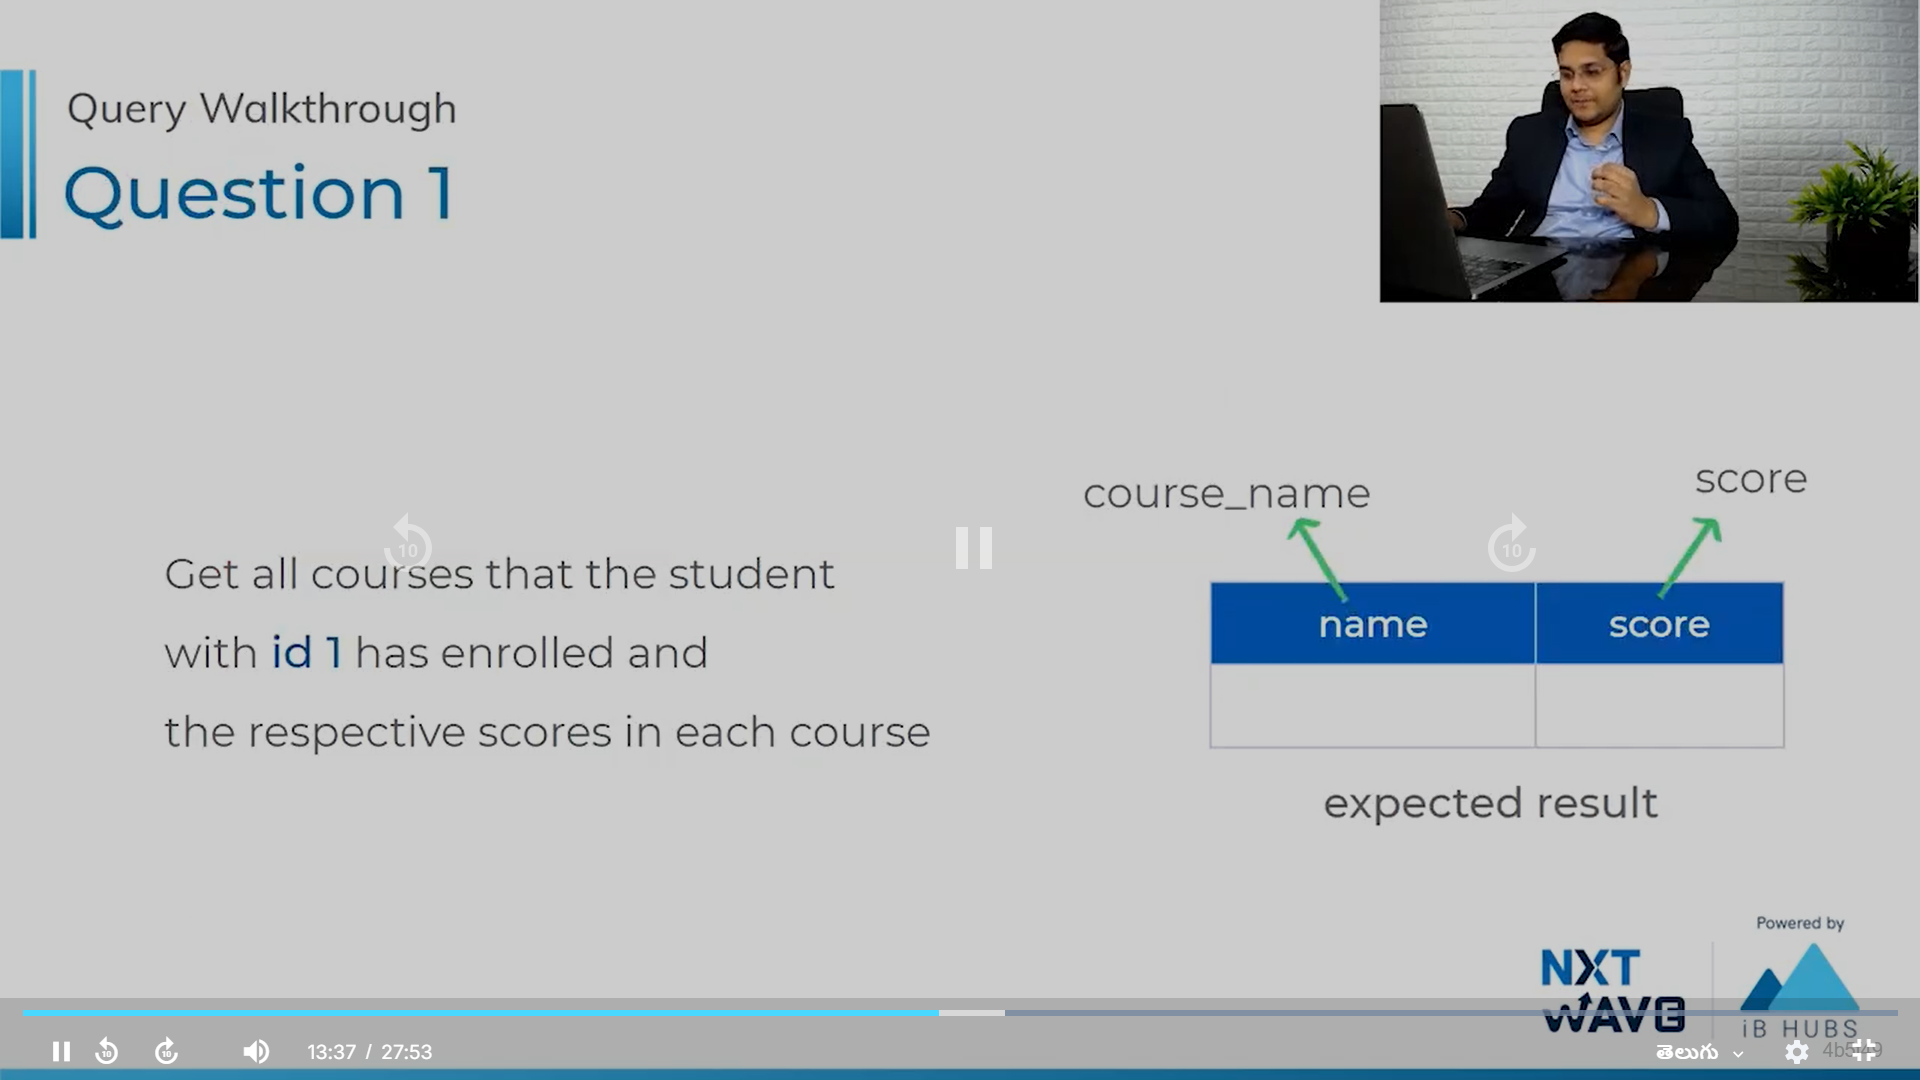 Query Walkthrough
Question 1
course_name
score
Get all courses that the student
with id 1 has enrolled and
the respective scores in each course
name
score
expected result
Powered by
NXT
WAVE
iB HUBS
10
10
10
10
13:37 / 27:53
తెలుగు